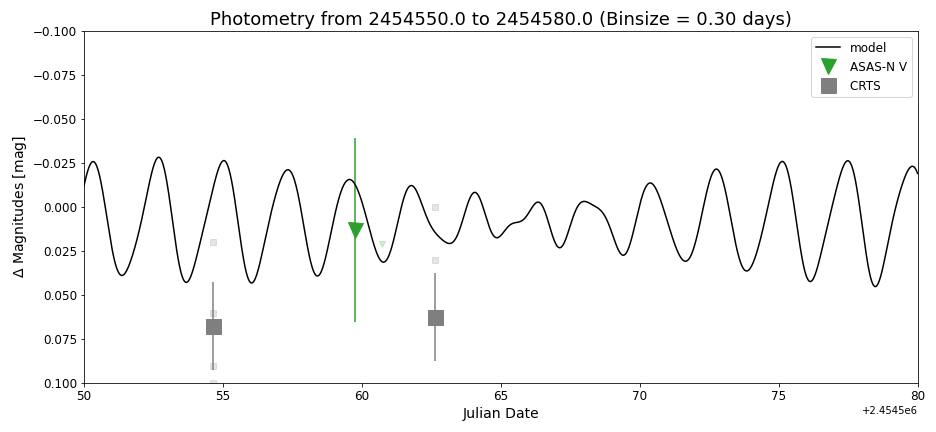 Photometry from 2454550.0 to 2454580.0 (Binsize = 0.30 days)
Δ Magnitudes [mag]
−0.100
−0.075
−0.050
−0.025
0.000
0.025
0.050
0.075
0.100
model
ASAS-N V
CRTS
50 55 60 65 70 75 80
+2.4545e6
Julian Date